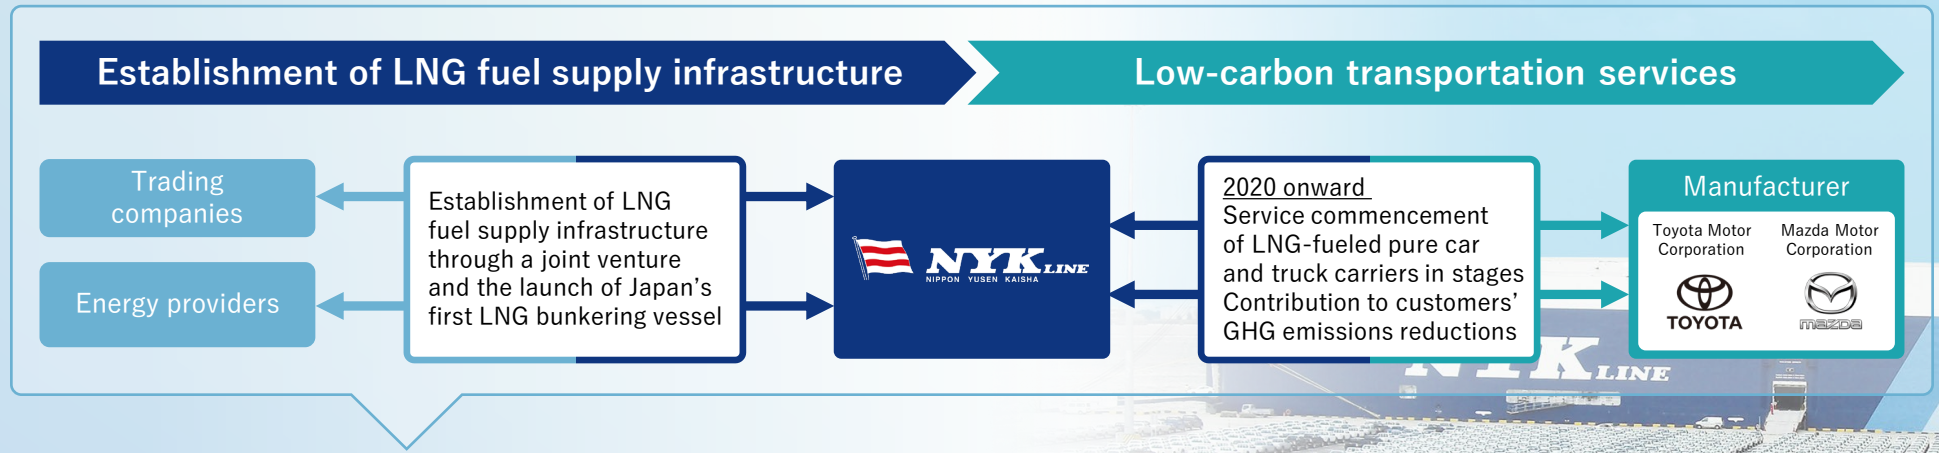 Establishment of LNG fuel supply infrastructure
Low-carbon transportation services
Trading
companies
Energy providers
Establishment of LNG
fuel supply infrastructure
through a joint venture
and the launch of Japan’s
first LNG bunkering vessel
NYK LINE
NIPPON YUSEN KAISHA
2020 onward
Service commencement
of LNG-fueled pure car
and truck carriers in stages
Contribution to customers’
GHG emissions reductions
Manufacturer
Toyota Motor
Corporation
TOYOTA
Mazda Motor
Corporation
mazda
NYK LINE